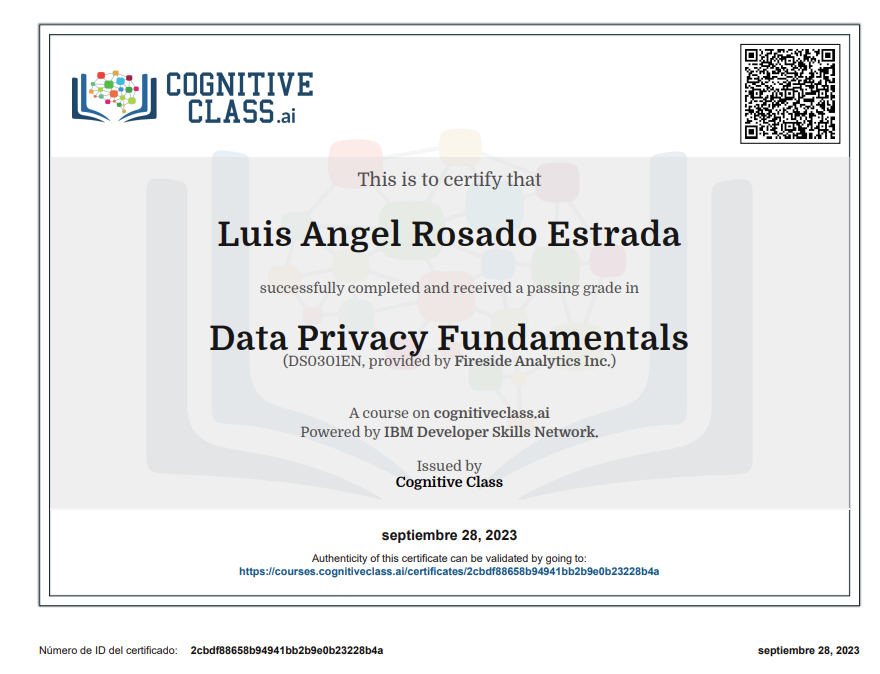 COGNITIVE
CLASS.ai
This is to certify that
Luis Angel Rosado Estrada
successfully completed and received a passing grade in
Data Privacy Fundamentals
(DS0301EN, provided by Fireside Analytics Inc.)
A course on cognitiveclass.ai
Powered by IBM Developer Skills Network.
Issued by
Cognitive Class
septiembre 28, 2023
Authenticity of this certificate can be validated by going to:
https://courses.cognitiveclass.ai/certificates/2cbdf88658b94941bb2b9e0b23228b4a
Número de ID del certificado: 2cbdf88658b94941bb2b9e0b23228b4a
septiembre 28, 2023